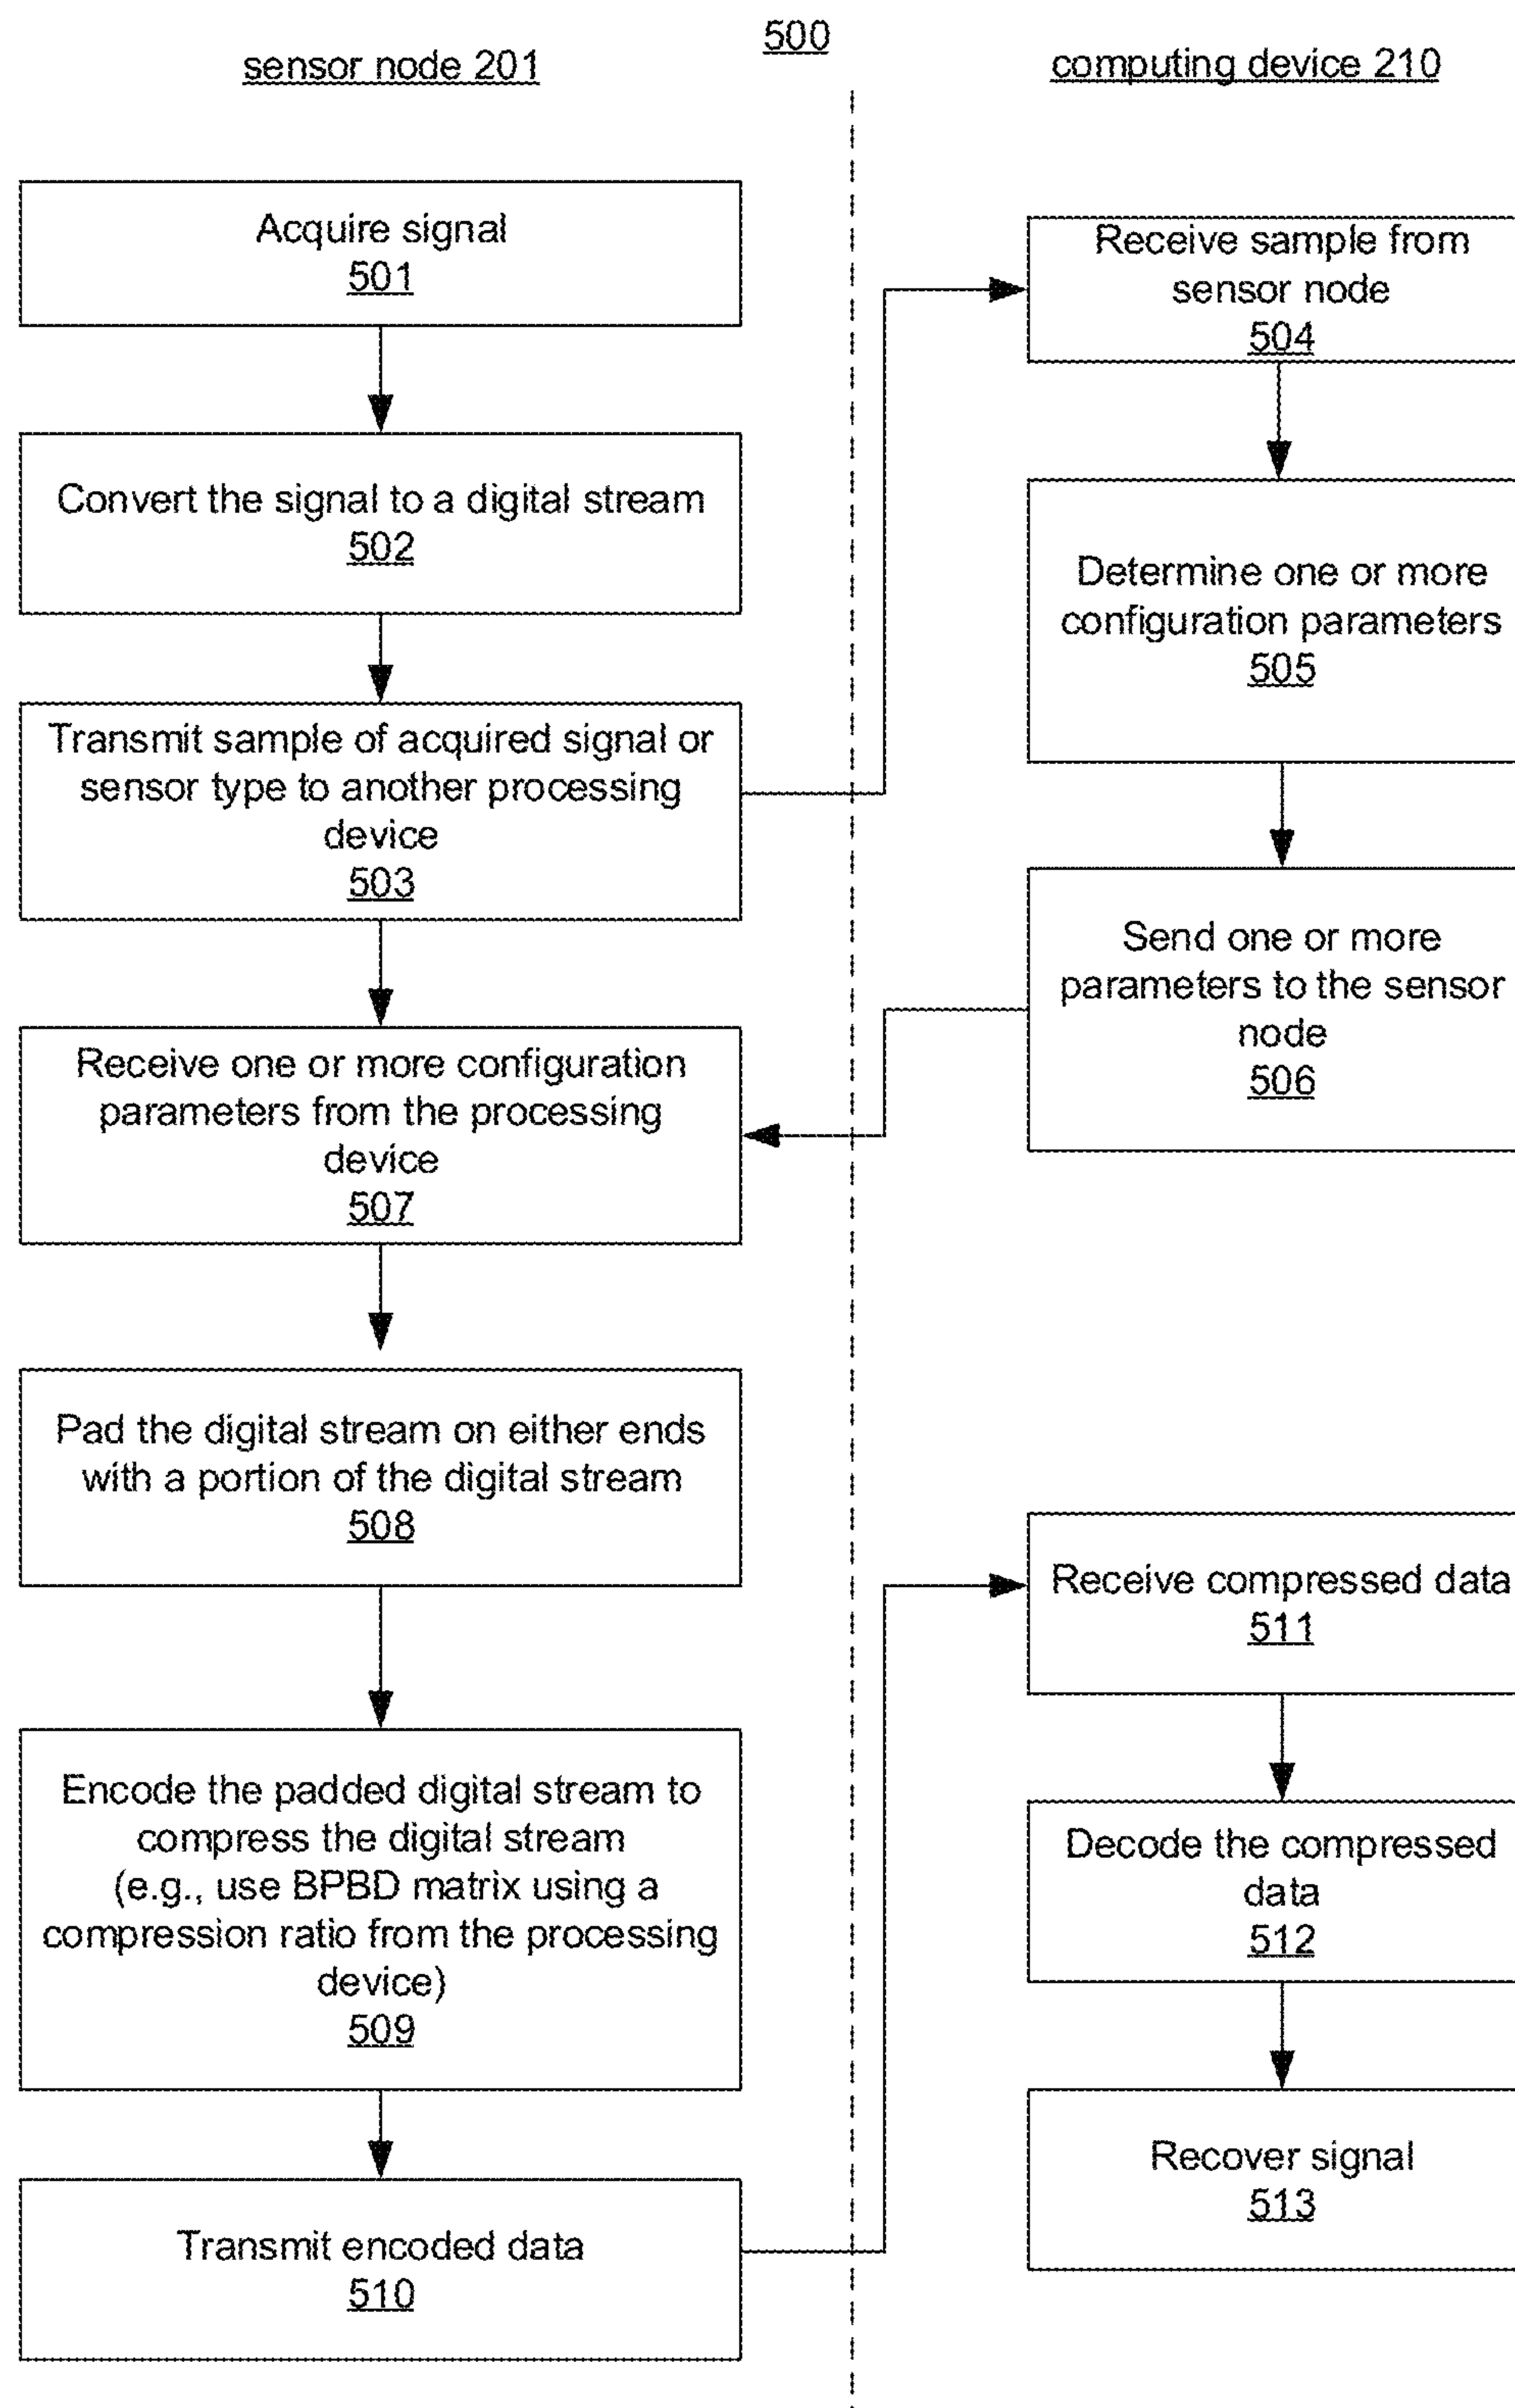 500
sensor node 201
computing device 210
Acquire signal
501
Convert the signal to a digital stream
502
Transmit sample of acquired signal or
sensor type to another processing
device
503
Receive sample from
sensor node
504
Determine one or more
configuration parameters
505
Send one or more
parameters to the sensor
node
506
Receive one or more configuration
parameters from the processing
device
507
Pad the digital stream on either ends
with a portion of the digital stream
508
Encode the padded digital stream to
compress the digital stream
(e.g., use BPBD matrix using a
compression ratio from the processing
device)
509
Transmit encoded data
510
Receive compressed data
511
Decode the compressed
data
512
Recover signal
513